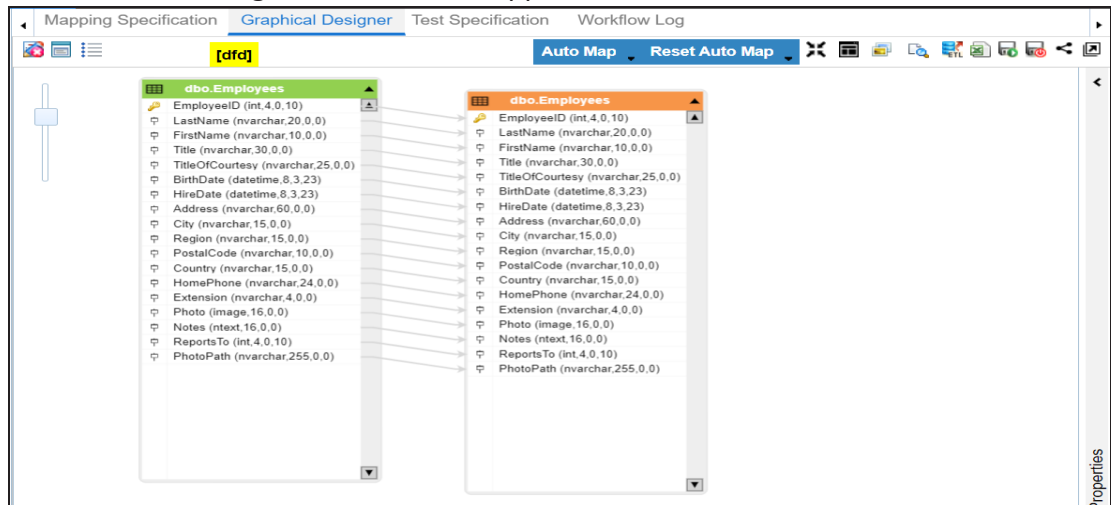 Mapping Specification Graphical Designer Test Specification Workflow Log
[dfd] Auto Map Reset Auto Map
dbo.Employees
EmployeeID (int,4,0,10)
LastName (nvarchar,20,0,0)
FirstName (nvarchar,10,0,0)
Title (nvarchar,30,0,0)
TitleOfCourtesy (nvarchar,25,0,0)
BirthDate (datetime,8,3,23)
HireDate (datetime,8,3,23)
Address (nvarchar,60,0,0)
City (nvarchar,15,0,0)
Region (nvarchar,15,0,0)
PostalCode (nvarchar,10,0,0)
Country (nvarchar,15,0,0)
HomePhone (nvarchar,24,0,0)
Extension (nvarchar,4,0,0)
Photo (image,16,0,0)
Notes (ntext,16,0,0)
ReportsTo (int,4,0,10)
PhotoPath (nvarchar,255,0,0)
dbo.Employees
EmployeeID (int,4,0,10)
LastName (nvarchar,20,0,0)
FirstName (nvarchar,10,0,0)
Title (nvarchar,30,0,0)
TitleOfCourtesy (nvarchar,25,0,0)
BirthDate (datetime,8,3,23)
HireDate (datetime,8,3,23)
Address (nvarchar,60,0,0)
City (nvarchar,15,0,0)
Region (nvarchar,15,0,0)
PostalCode (nvarchar,10,0,0)
Country (nvarchar,15,0,0)
HomePhone (nvarchar,24,0,0)
Extension (nvarchar,4,0,0)
Photo (image,16,0,0)
Notes (ntext,16,0,0)
ReportsTo (int,4,0,10)
PhotoPath (nvarchar,255,0,0)
Properties